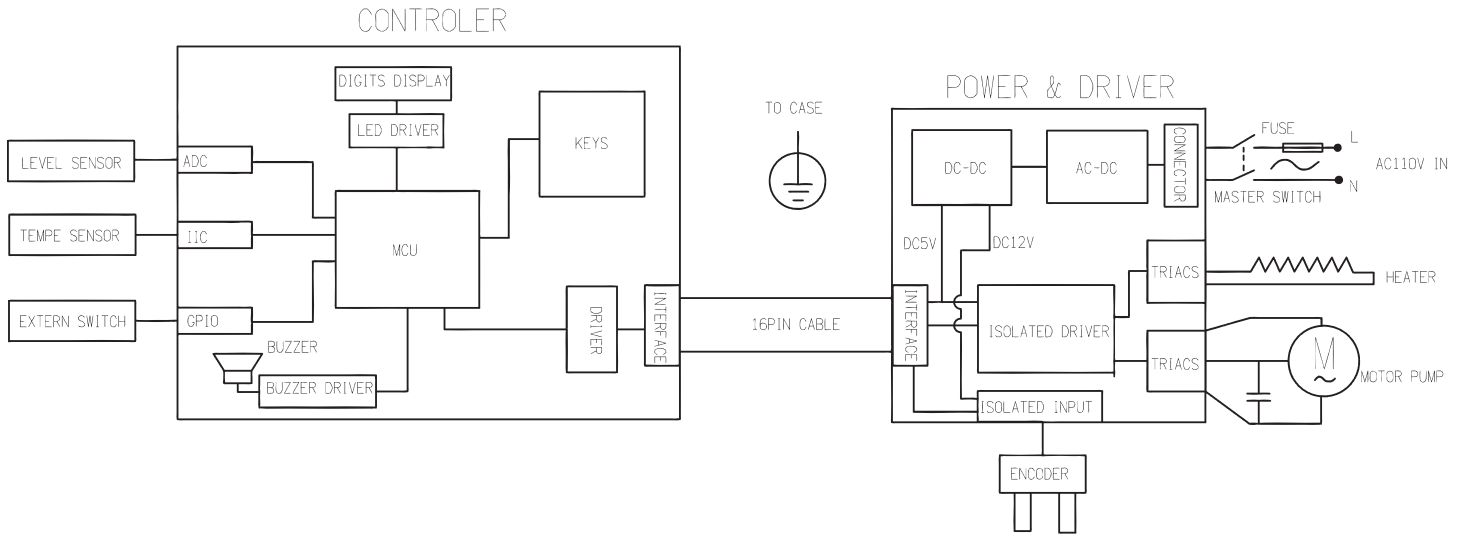 CONTROLER
DIGITS DISPLAY
LED DRIVER
KEYS
LEVEL SENSOR
ADC
TEMPE SENSOR
IIC
MCU
EXTERN SWITCH
GPIO
BUZZER
BUZZER DRIVER
DRIVER
INTERFACE
TO CASE
16PIN CABLE
POWER & DRIVER
DC-DC
AC-DC
CONNECTOR
FUSE
L
AC110V IN
N
MASTER SWITCH
DC5V
DC12V
TRIACS
HEATER
INTERFACE
ISOLATED DRIVER
TRIACS
M
MOTOR PUMP
ISOLATED INPUT
ENCODER